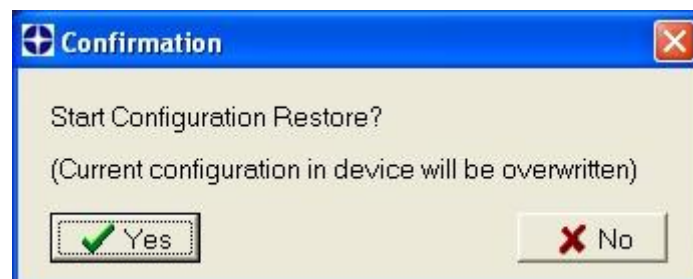 Confirmation
Start Configuration Restore?
(Current configuration in device will be overwritten)
Yes No